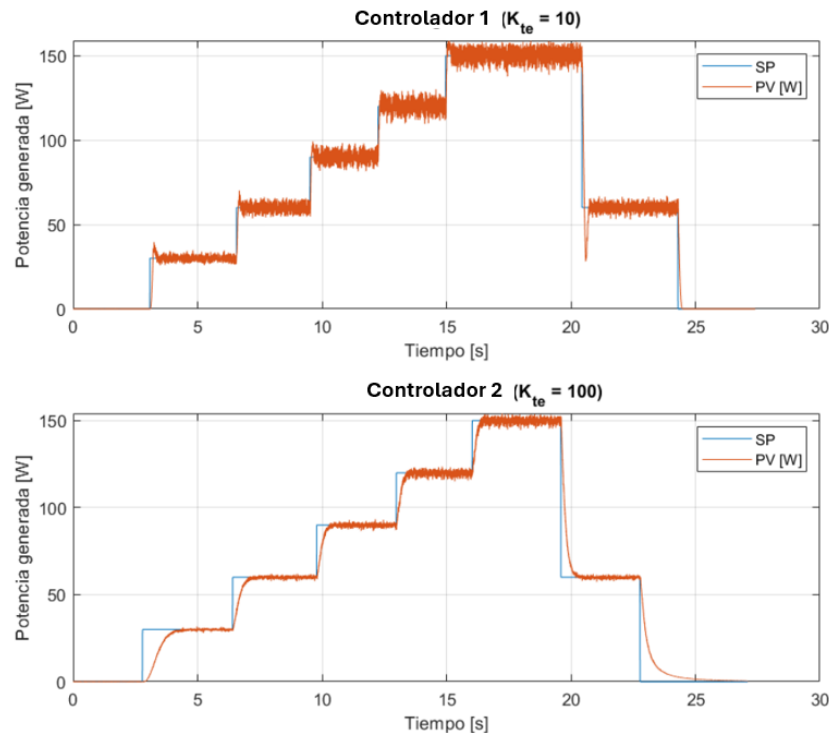 Controlador 1 (K_te = 10)
SP
PV [W]
Potencia generada [W]
150
100
50
0
0 5 10 15 20 25 30
Tiempo [s]
Controlador 2 (K_te = 100)
SP
PV [W]
Potencia generada [W]
150
100
50
0
0 5 10 15 20 25 30
Tiempo [s]